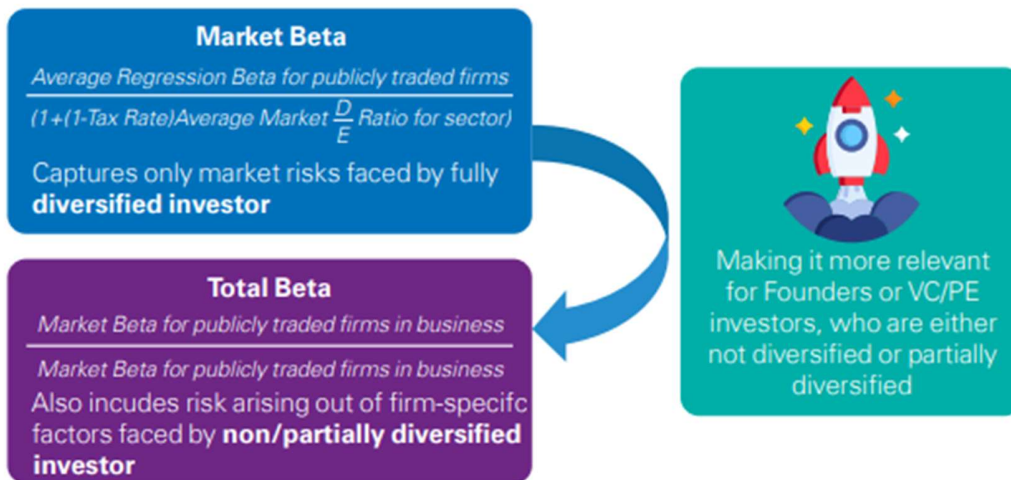 Market Beta
Average Regression Beta for publicly traded firms
(1+(1-Tax Rate)Average Market D/E Ratio for sector)
Captures only market risks faced by fully
diversified investor
Total Beta
Market Beta for publicly traded firms in business
Market Beta for publicly traded firms in business
Also incudes risk arising out of firm-specifc
factors faced by non/partially diversified
investor
Making it more relevant
for Founders or VC/PE
investors, who are either
not diversified or partially
diversified